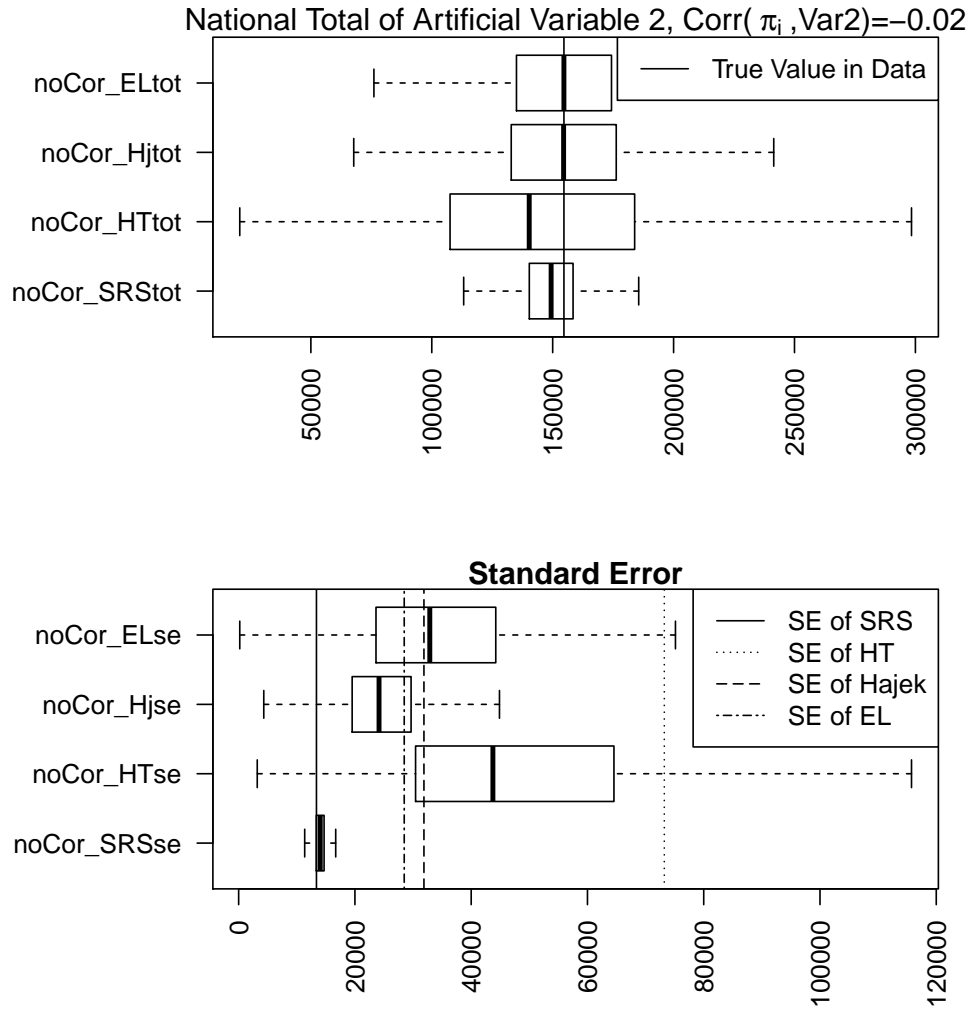 National Total of Artificial Variable 2, Corr( πi ,Var2)=−0.02
True Value in Data
noCor_ELtot
noCor_Hjtot
noCor_HTtot
noCor_SRStot
50000
100000
150000
200000
250000
300000
Standard Error
SE of SRS
SE of HT
SE of Hajek
SE of EL
noCor_ELse
noCor_Hjse
noCor_HTse
noCor_SRSse
0
20000
40000
60000
80000
100000
120000